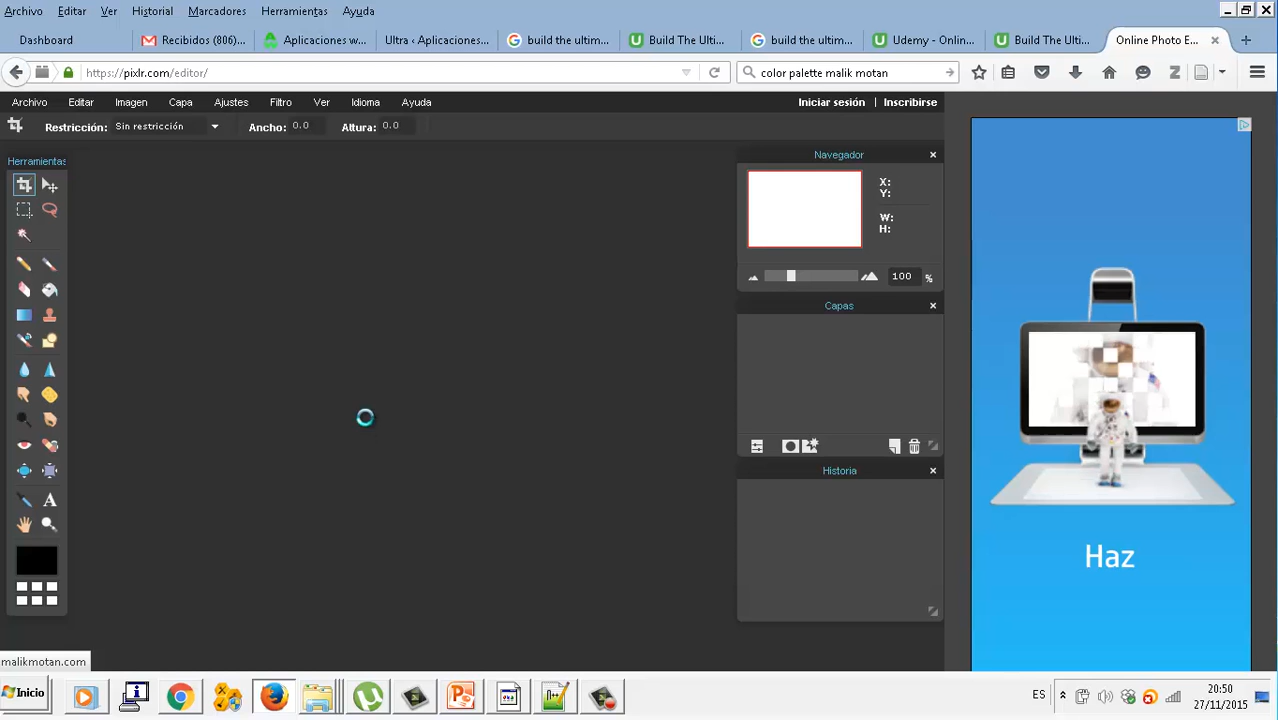 Archivo Editar Ver Historial Marcadores Herramientas Ayuda
Dashboard Recibidos (806)... Aplicaciones w... Ultra ‹ Aplicaciones... build the ultim... Build The Ulti... build the ultim... Udemy - Onlin... Build The Ulti... Online Photo E...
https://pixlr.com/editor/ color palette malik motan
Archivo Editar Imagen Capa Ajustes Filtro Ver Idioma Ayuda Iniciar sesión | Inscribirse
Restricción: Sin restricción Ancho: 0.0 Altura: 0.0
Herramientas
Navegador
X:
Y:
W:
H:
100 %
Capas
Historia
A
Haz
malikmotan.com
Inicio
ES
20:50
27/11/2015